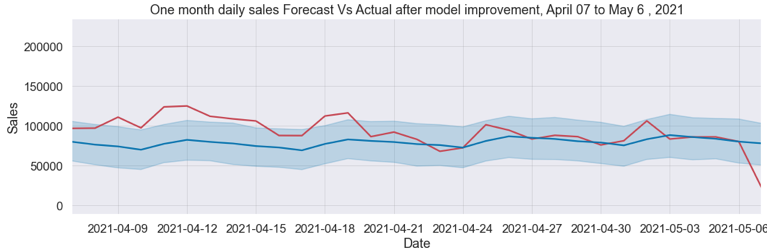 One month daily sales Forecast Vs Actual after model improvement, April 07 to May 6 , 2021
200000
150000
100000
50000
0
Sales
2021-04-09 2021-04-12 2021-04-15 2021-04-18 2021-04-21 2021-04-24 2021-04-27 2021-04-30 2021-05-03 2021-05-06
Date